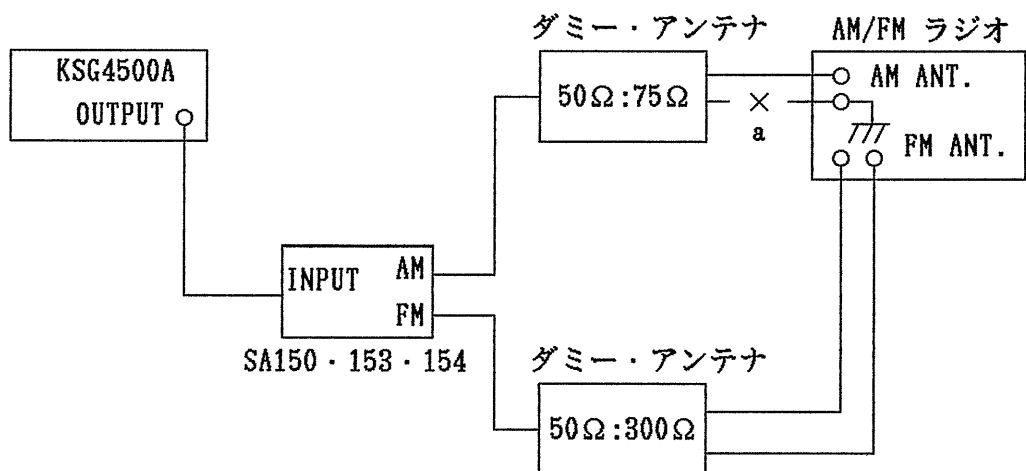 ダミー・アンテナ
AM/FM ラジオ
KSG4500A
OUTPUT
50Ω:75Ω
a
AM ANT.
FM ANT.
INPUT
AM
FM
SA150・153・154
ダミー・アンテナ
50Ω:300Ω